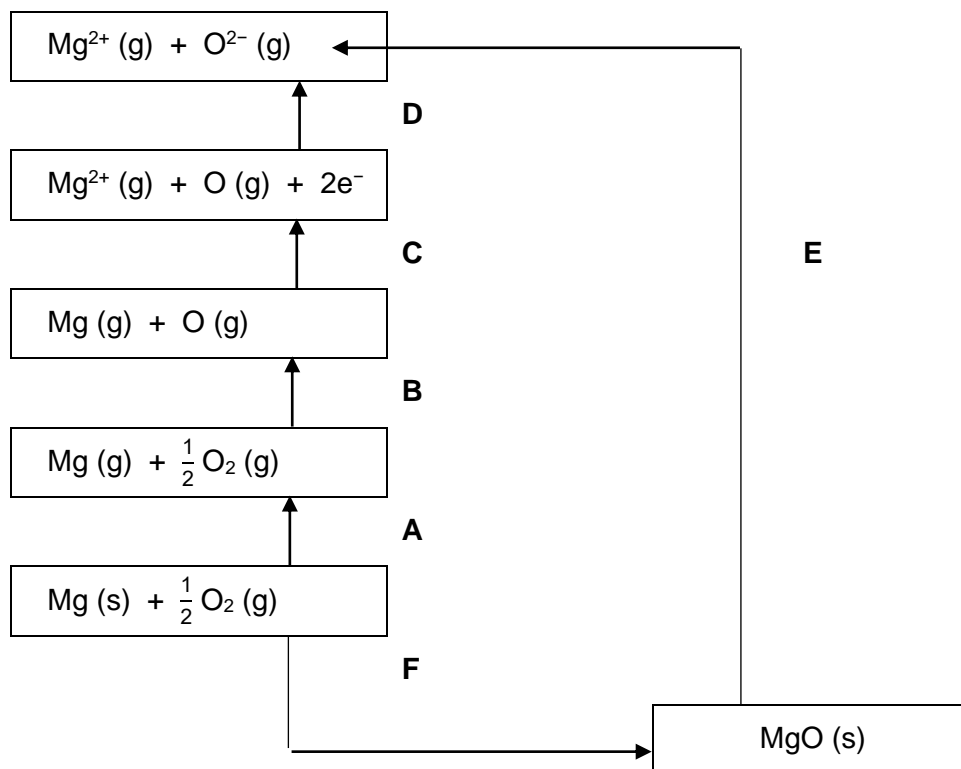 Mg²⁺ (g) + O²⁻ (g)
D
Mg²⁺ (g) + O (g) + 2e⁻
C
E
Mg (g) + O (g)
B
Mg (g) + ½ O₂ (g)
A
Mg (s) + ½ O₂ (g)
F
MgO (s)